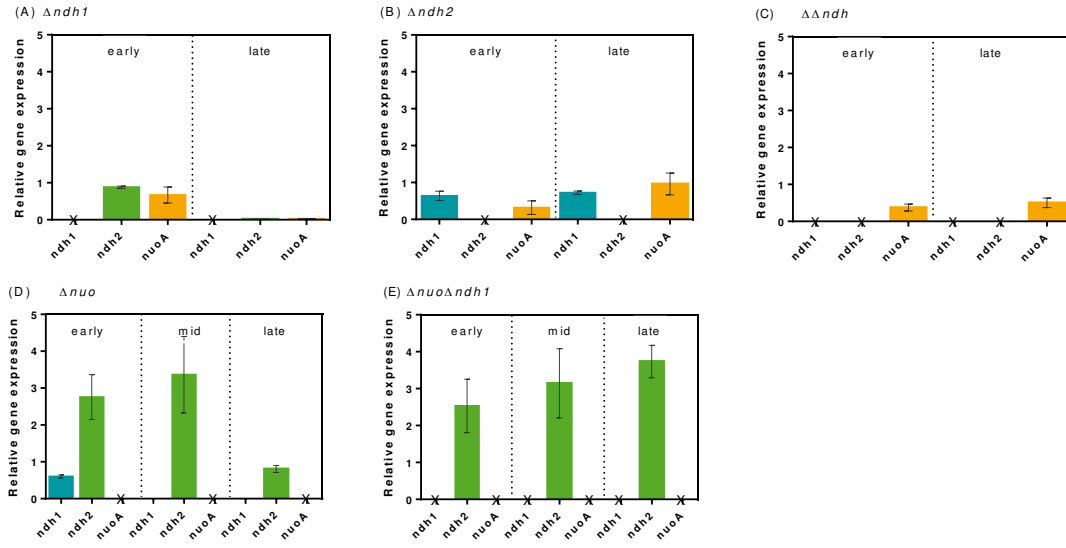 (A) Δndh1
Relative gene expression
5
4
3
2
1
0
early
late
X
X
ndh1
ndh2
nuoA
ndh1
ndh2
nuoA
(B) Δndh2
Relative gene expression
5
4
3
2
1
0
early
late
X
X
ndh1
ndh2
nuoA
ndh1
ndh2
nuoA
(C) ΔΔndh
Relative gene expression
5
4
3
2
1
0
early
late
X
X
X
X
ndh1
ndh2
nuoA
ndh1
ndh2
nuoA
(D) Δnuo
Relative gene expression
5
4
3
2
1
0
early
mid
late
X
X
X
ndh1
ndh2
nuoA
ndh1
ndh2
nuoA
ndh1
ndh2
nuoA
(E) ΔnuoΔndh1
Relative gene expression
5
4
3
2
1
0
early
mid
late
X
X
X
X
X
X
ndh1
ndh2
nuoA
ndh1
ndh2
nuoA
ndh1
ndh2
nuoA